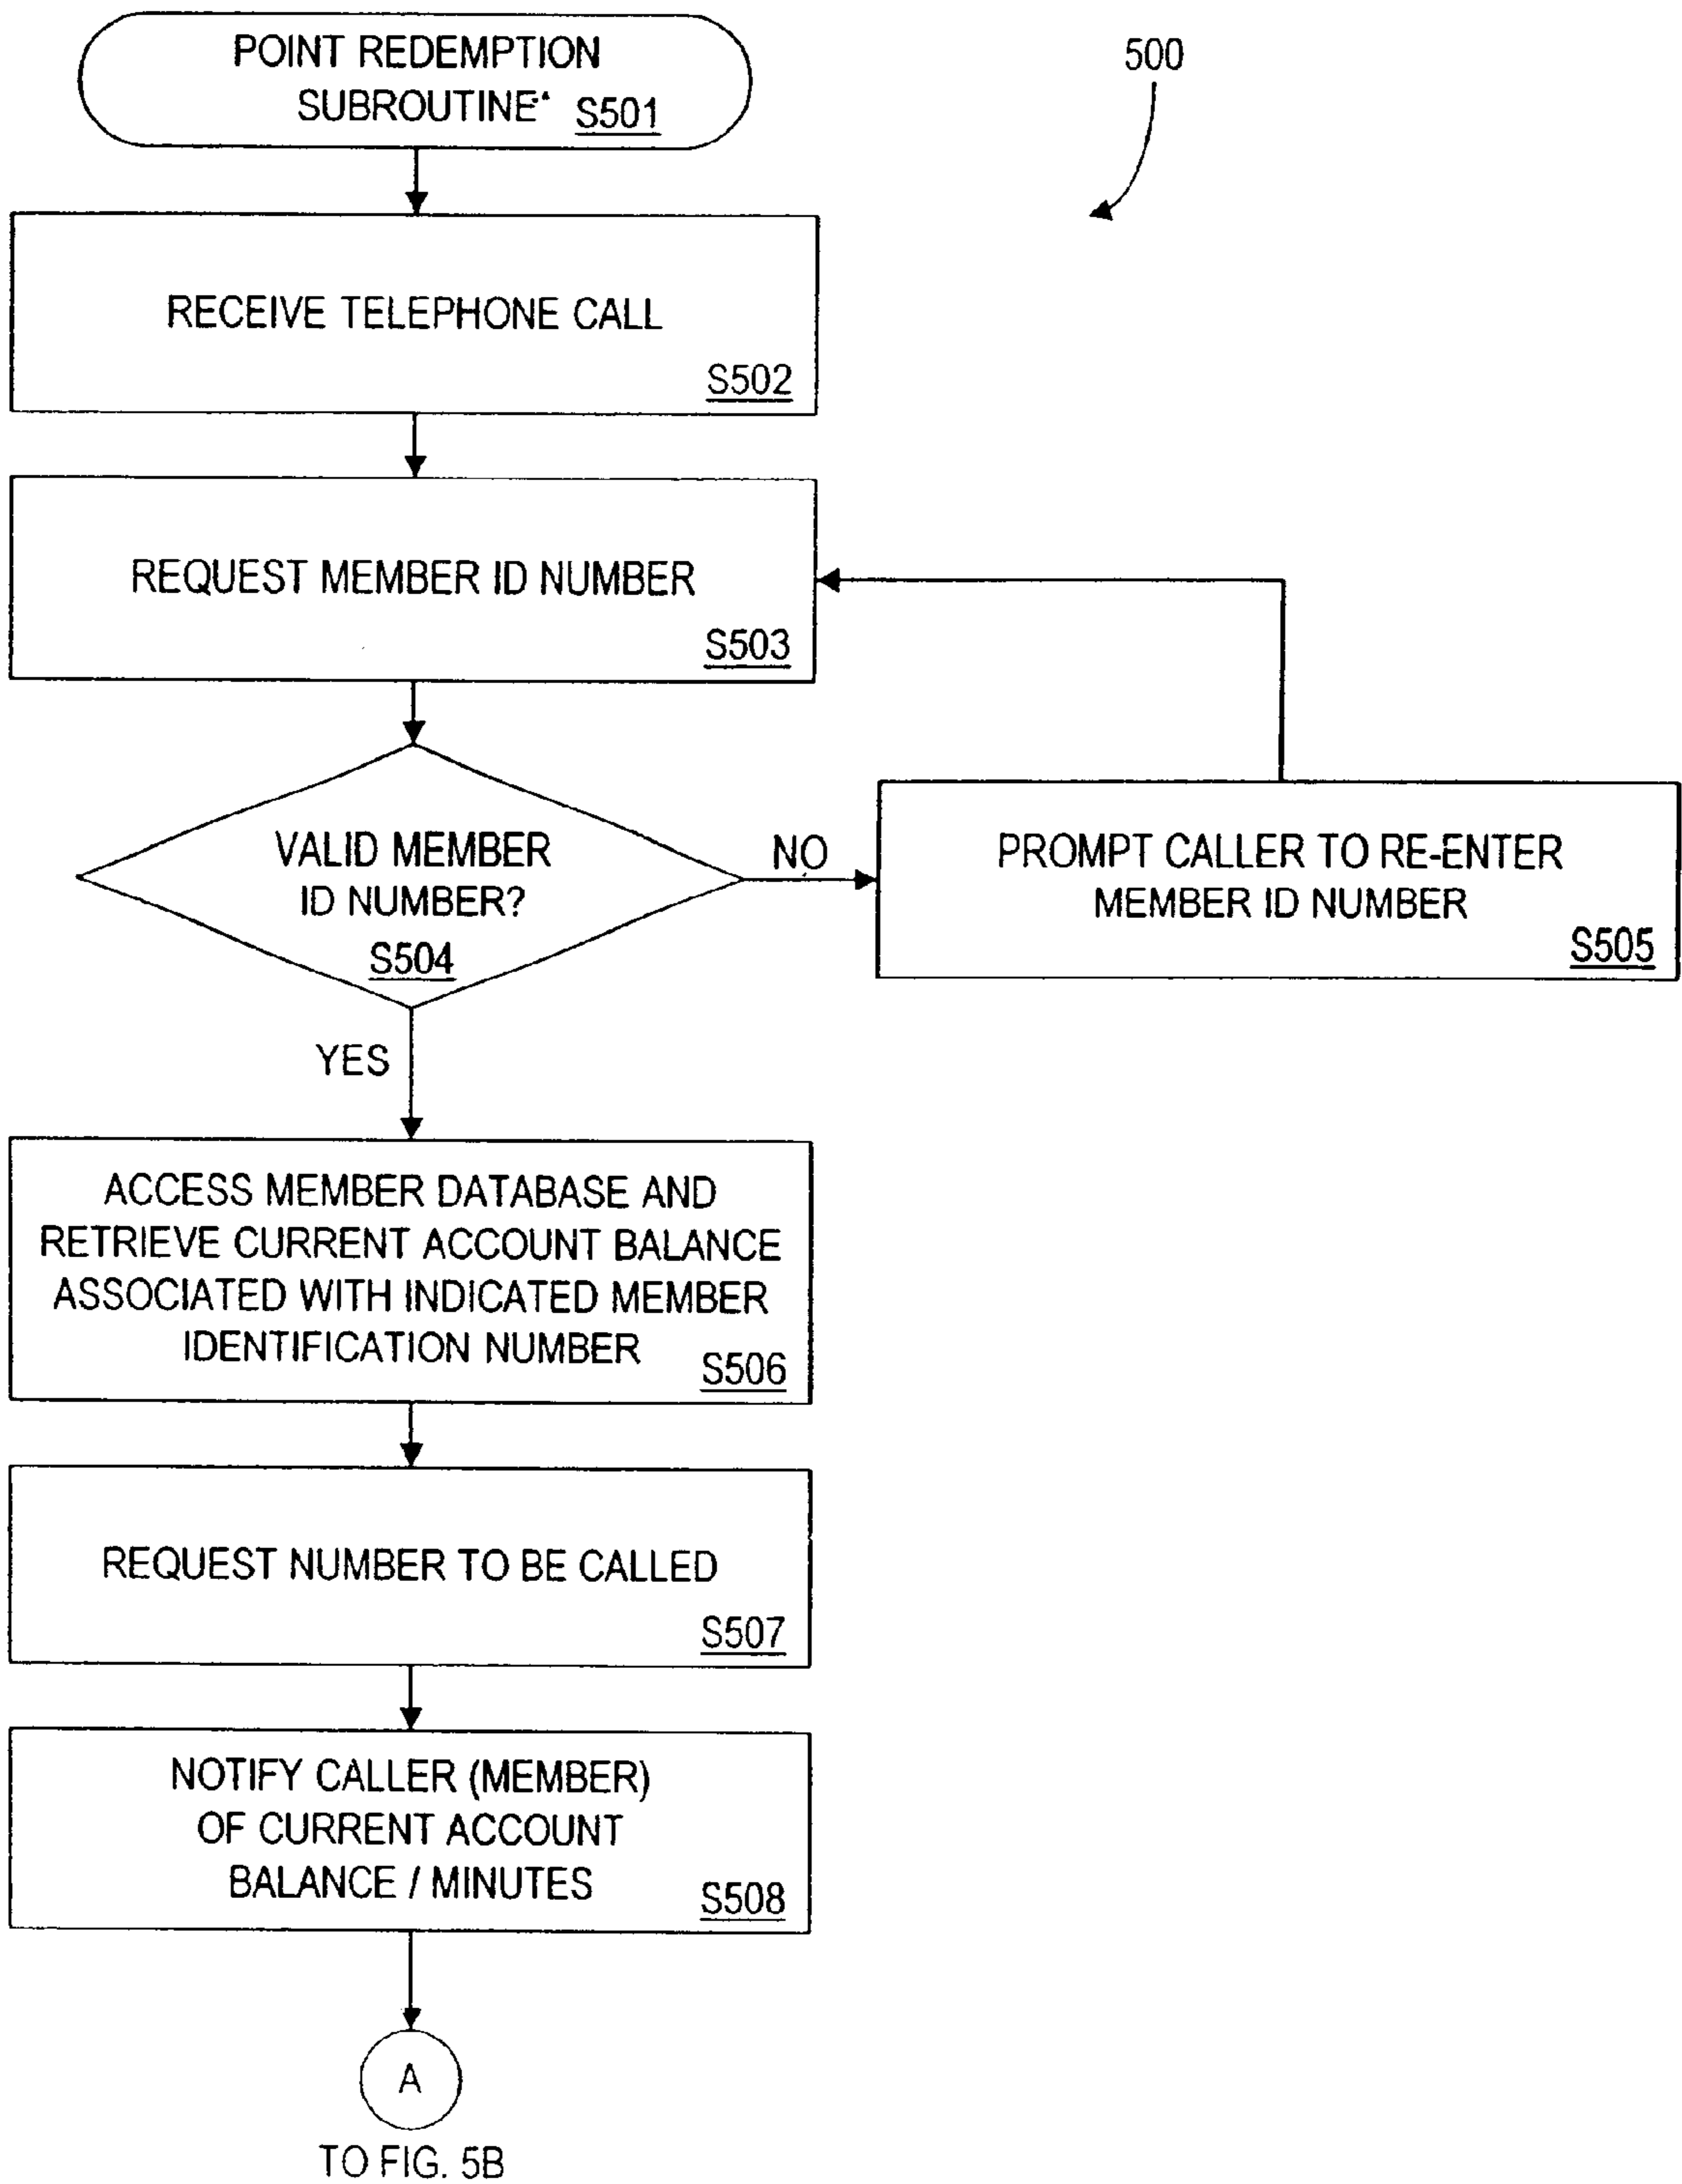 POINT REDEMPTION
SUBROUTINE*
S501
500
RECEIVE TELEPHONE CALL
S502
REQUEST MEMBER ID NUMBER
S503
VALID MEMBER
ID NUMBER?
S504
NO
PROMPT CALLER TO RE-ENTER
MEMBER ID NUMBER
S505
YES
ACCESS MEMBER DATABASE AND
RETRIEVE CURRENT ACCOUNT BALANCE
ASSOCIATED WITH INDICATED MEMBER
IDENTIFICATION NUMBER
S506
REQUEST NUMBER TO BE CALLED
S507
NOTIFY CALLER (MEMBER)
OF CURRENT ACCOUNT
BALANCE / MINUTES
S508
A
TO FIG. 5B